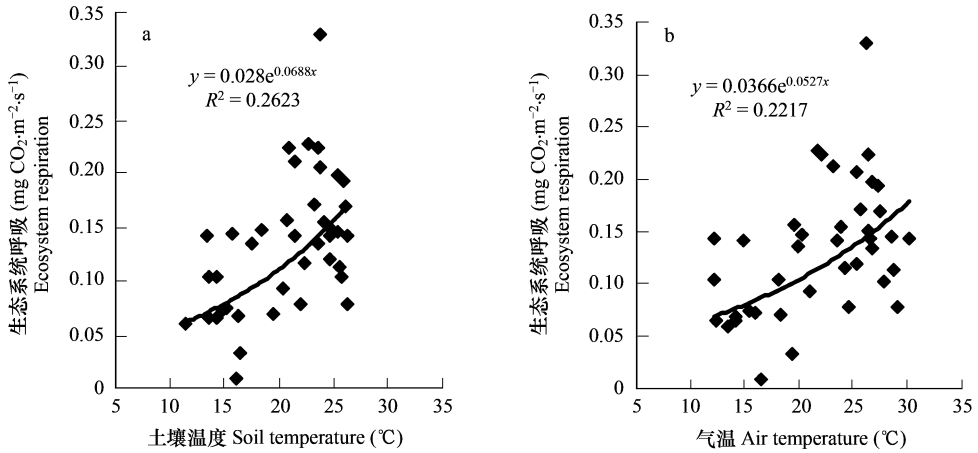 a
y = 0.028e^0.0688x
R² = 0.2623
生态系统呼吸 (mg CO₂·m⁻²·s⁻¹)
Ecosystem respiration
0.35
0.30
0.25
0.20
0.15
0.10
0.05
0
5 10 15 20 25 30 35
土壤温度 Soil temperature (℃)
b
y = 0.0366e^0.0527x
R² = 0.2217
生态系统呼吸 (mg CO₂·m⁻²·s⁻¹)
Ecosystem respiration
0.35
0.30
0.25
0.20
0.15
0.10
0.05
0.00
5 10 15 20 25 30 35
气温 Air temperature (℃)